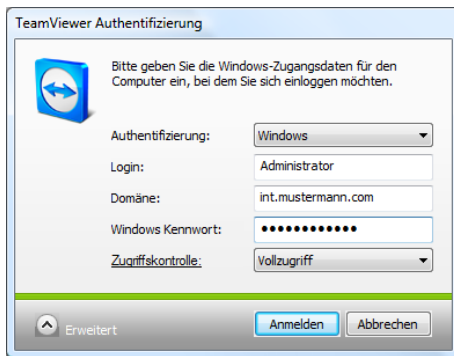 TeamViewer Authentifizierung
Bitte geben Sie die Windows-Zugangsdaten für den
Computer ein, bei dem Sie sich einloggen möchten.
Authentifizierung: Windows
Login: Administrator
Domäne: int.mustermann.com
Windows Kennwort: ●●●●●●●●●●●●
Zugriffskontrolle: Vollzugriff
Erweitert Anmelden Abbrechen